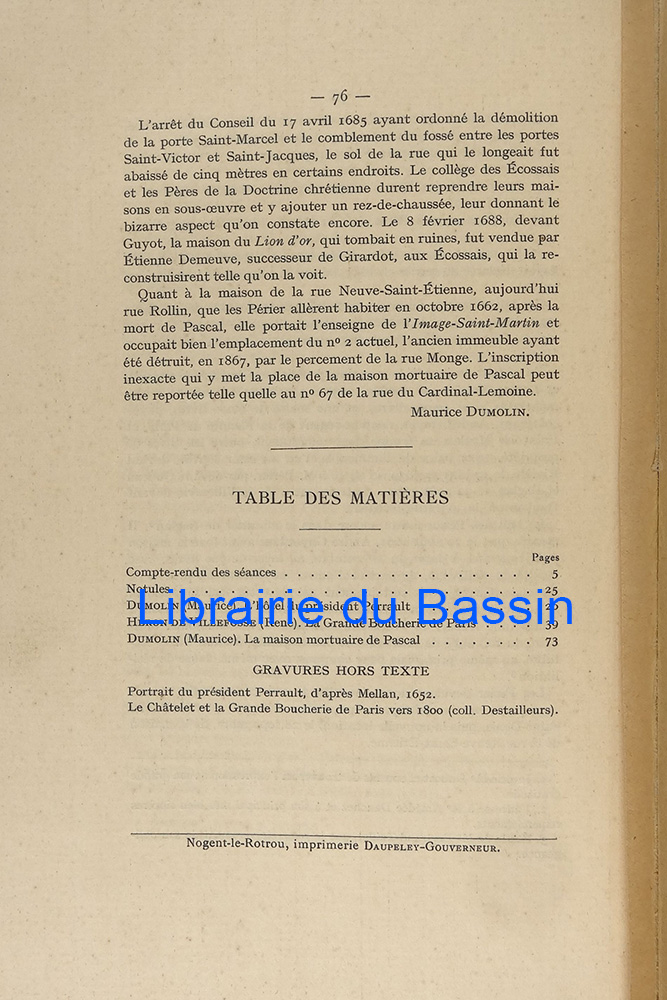 — 76 —
L'arrêt du Conseil du 17 avril 1685 ayant ordonné la démolition
de la porte Saint-Marcel et le comblement du fossé entre les portes
Saint-Victor et Saint-Jacques, le sol de la rue qui le longeait fut
abaissé de cinq mètres en certains endroits. Le collège des Écossais
et les Pères de la Doctrine chrétienne durent reprendre leurs mai-
sons en sous-œuvre et y ajouter un rez-de-chaussée, leur donnant le
bizarre aspect qu'on constate encore. Le 8 février 1688, devant
Guyot, la maison du Lion d'or, qui tombait en ruines, fut vendue par
Étienne Demeuve, successeur de Girardot, aux Écossais, qui la re-
construisirent telle qu'on la voit.
Quant à la maison de la rue Neuve-Saint-Étienne, aujourd'hui
rue Rollin, que les Périer allèrent habiter en octobre 1662, après la
mort de Pascal, elle portait l'enseigne de l'Image-Saint-Martin et
occupait bien l'emplacement du nº 2 actuel, l'ancien immeuble ayant
été détruit, en 1867, par le percement de la rue Monge. L'inscription
inexacte qui y met la place de la maison mortuaire de Pascal peut
être reportée telle quelle au nº 67 de la rue du Cardinal-Lemoine.
Maurice DUMOLIN.
TABLE DES MATIÈRES
Pages
Compte-rendu des séances . . . . . . . . . . . . . . . . . . . 5
Notules . . . . . . . . . . . . . . . . . . . . . . . . . . . . 25
DUMOLIN (Maurice). L'hôtel du président Perrault . . . . . . . . 26
HÉRON DE VILLEFOSSE (René). La Grande Boucherie de Paris . . . . 39
DUMOLIN (Maurice). La maison mortuaire de Pascal . . . . . . . . 73
Librairie du Bassin
GRAVURES HORS TEXTE
Portrait du président Perrault, d'après Mellan, 1652.
Le Châtelet et la Grande Boucherie de Paris vers 1800 (coll. Destailleurs).
Nogent-le-Rotrou, imprimerie DAUPELEY-GOUVERNEUR.